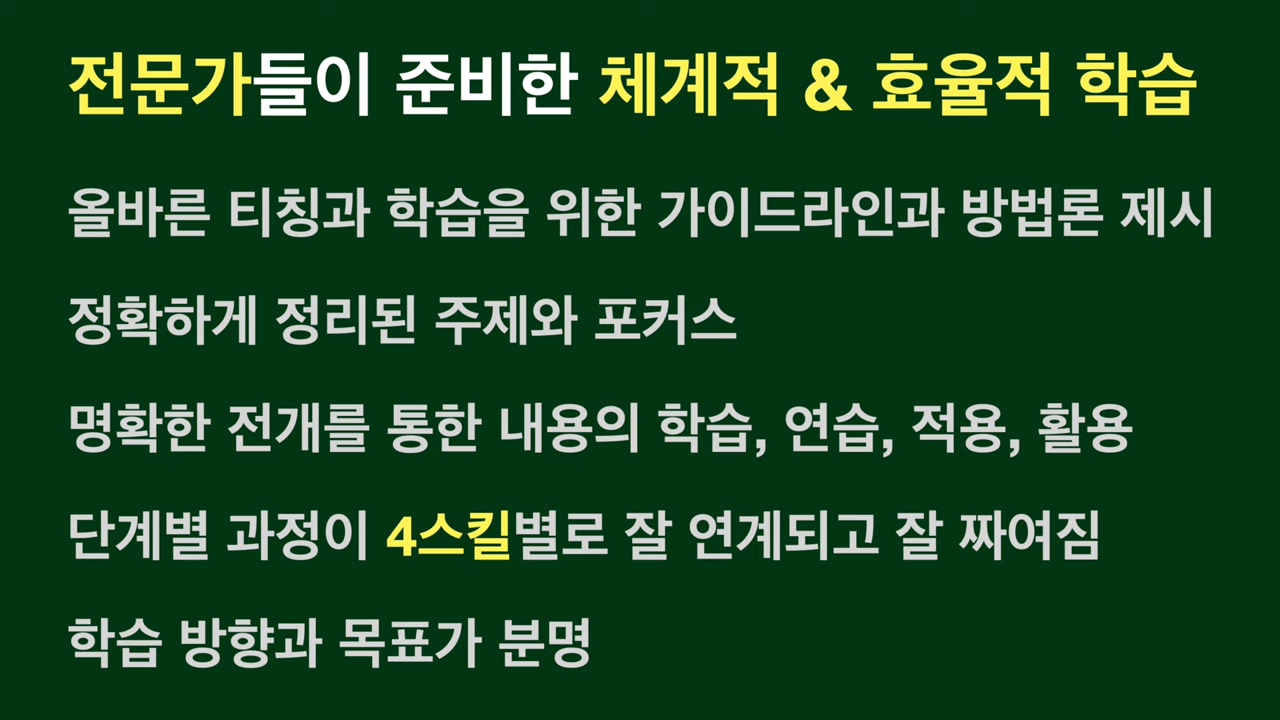 전문가들이 준비한 체계적 & 효율적 학습
올바른 티칭과 학습을 위한 가이드라인과 방법론 제시
정확하게 정리된 주제와 포커스
명확한 전개를 통한 내용의 학습, 연습, 적용, 활용
단계별 과정이 4스킬별로 잘 연계되고 잘 짜여짐
학습 방향과 목표가 분명